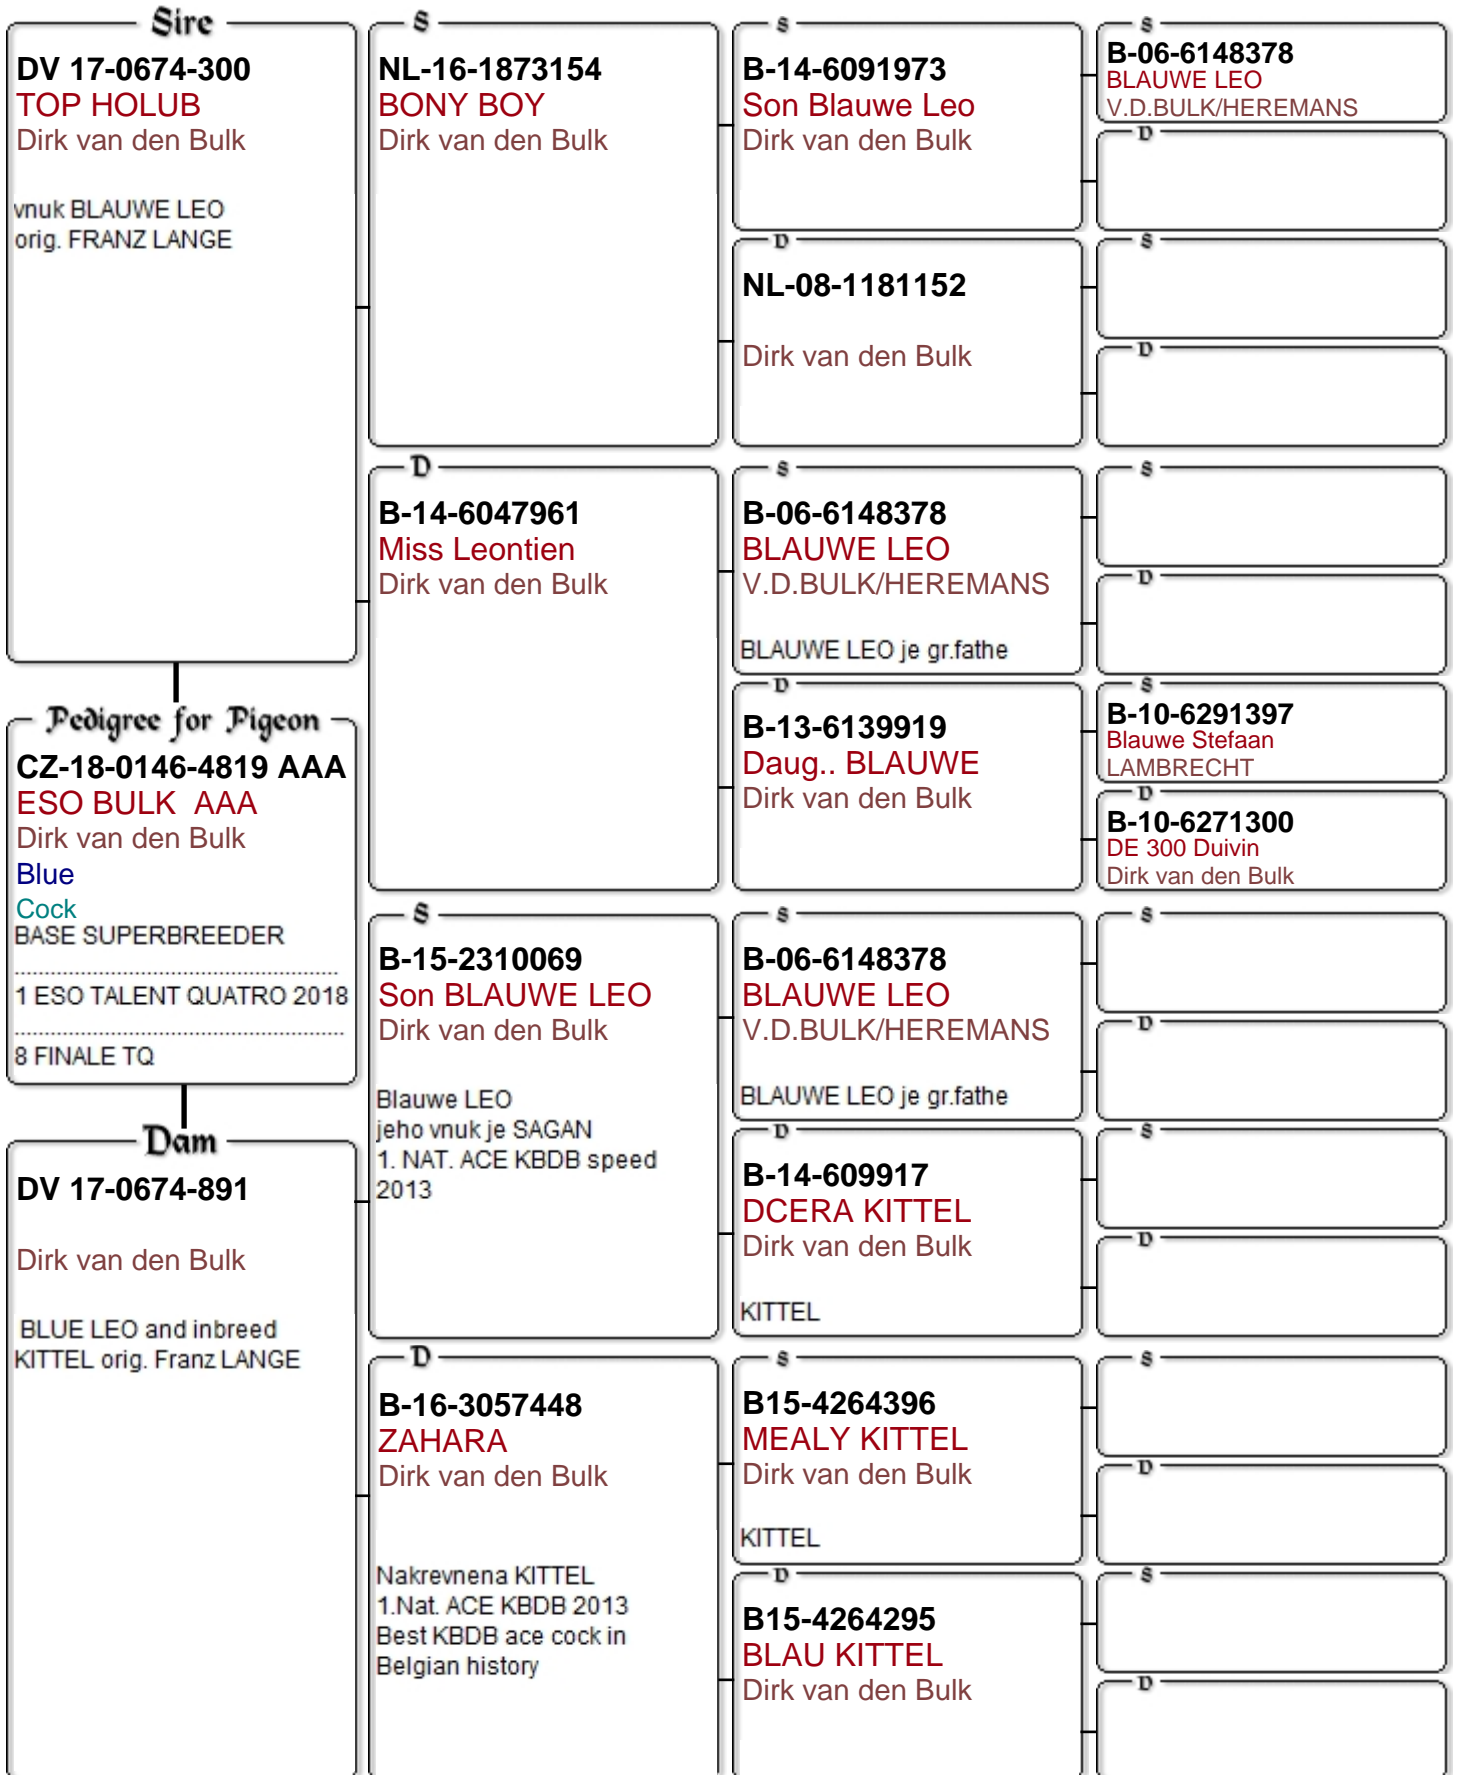 Sire
DV 17-0674-300
TOP HOLUB
Dirk van den Bulk
vnuk BLAUWE LEO
orig. FRANZ LANGE
Pedigree for Pigeon
CZ-18-0146-4819 AAA
ESO BULK AAA
Dirk van den Bulk
Blue
Cock
BASE SUPERBREEDER
......................................................
1 ESO TALENT QUATRO 2018
.......................................................
8 FINALE TQ
Dam
DV 17-0674-891
Dirk van den Bulk
BLUE LEO and inbreed
KITTEL orig. Franz LANGE
S
NL-16-1873154
BONY BOY
Dirk van den Bulk
D
B-14-6047961
Miss Leontien
Dirk van den Bulk
S
B-15-2310069
Son BLAUWE LEO
Dirk van den Bulk
Blauwe LEO
jeho vnuk je SAGAN
1. NAT. ACE KBDB speed
2013
D
B-16-3057448
ZAHARA
Dirk van den Bulk
Nakrevnena KITTEL
1.Nat. ACE KBDB 2013
Best KBDB ace cock in
Belgian history
S
B-14-6091973
Son Blauwe Leo
Dirk van den Bulk
D
NL-08-1181152
Dirk van den Bulk
S
B-06-6148378
BLAUWE LEO
V.D.BULK/HEREMANS
BLAUWE LEO je gr.fathe
D
B-13-6139919
Daug.. BLAUWE
Dirk van den Bulk
S
B-06-6148378
BLAUWE LEO
V.D.BULK/HEREMANS
BLAUWE LEO je gr.fathe
D
B-14-609917
DCERA KITTEL
Dirk van den Bulk
KITTEL
S
B15-4264396
MEALY KITTEL
Dirk van den Bulk
KITTEL
D
B15-4264295
BLAU KITTEL
Dirk van den Bulk
S
B-06-6148378
BLAUWE LEO
V.D.BULK/HEREMANS
D
S
D
S
D
S
B-10-6291397
Blauwe Stefaan
LAMBRECHT
D
B-10-6271300
DE 300 Duivin
Dirk van den Bulk
S
D
S
D
S
D
S
D